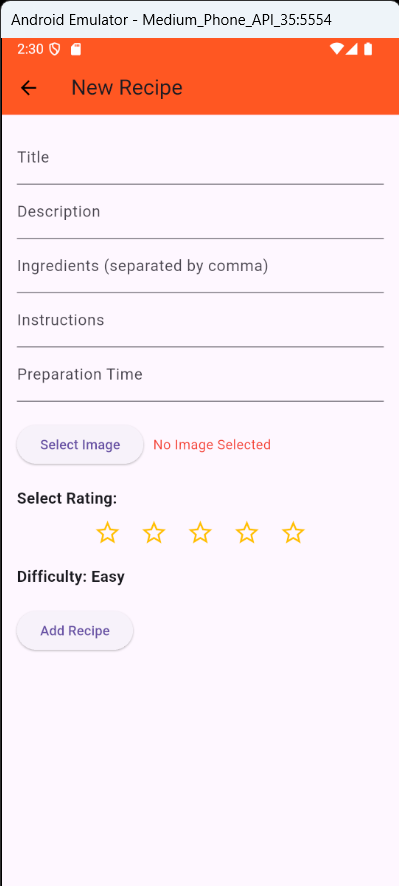 Android Emulator - Medium_Phone_API_35:5554
2:30
New Recipe
Title
Description
Ingredients (separated by comma)
Instructions
Preparation Time
Select Image No Image Selected
Select Rating:
Difficulty: Easy
Add Recipe